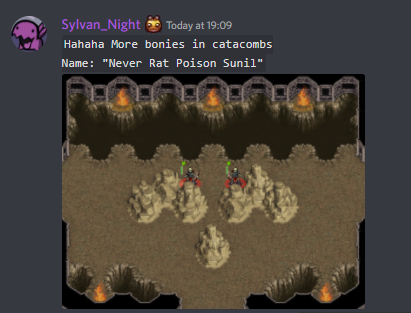 Sylvan_Night Today at 19:09
Hahaha More bonies in catacombs
Name: "Never Rat Poison Sunil"